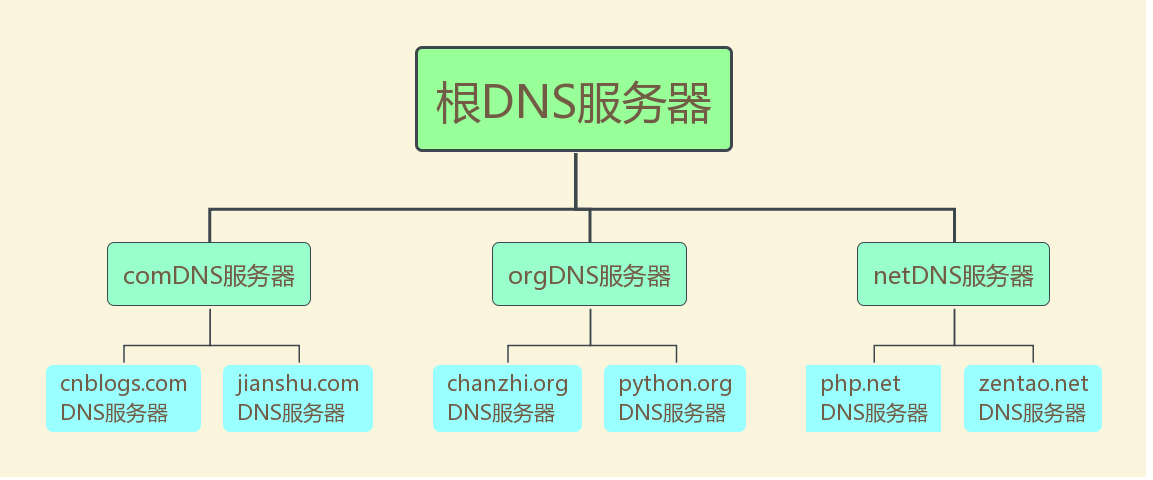 根DNS服务器
comDNS服务器
orgDNS服务器
netDNS服务器
cnblogs.com
DNS服务器
jianshu.com
DNS服务器
chanzhi.org
DNS服务器
python.org
DNS服务器
php.net
DNS服务器
zentao.net
DNS服务器